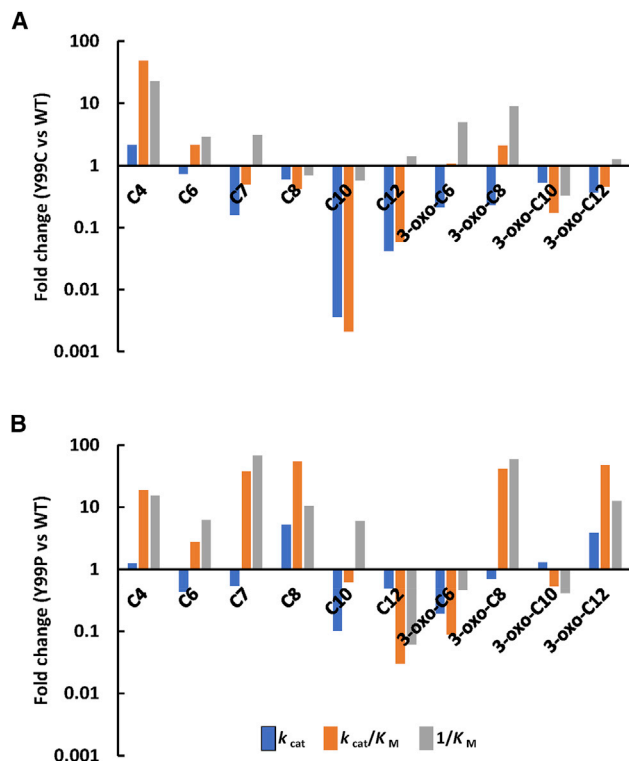 A
Fold change (Y99C vs WT)
100
10
1
0.1
0.01
0.001
C4
C6
C7
C8
C10
C12
3-oxo-C6
3-oxo-C8
3-oxo-C10
3-oxo-C12
B
Fold change (Y99P vs WT)
100
10
1
0.1
0.01
0.001
C4
C6
C7
C8
C10
C12
3-oxo-C6
3-oxo-C8
3-oxo-C10
3-oxo-C12
kcat kcat/KM 1/KM